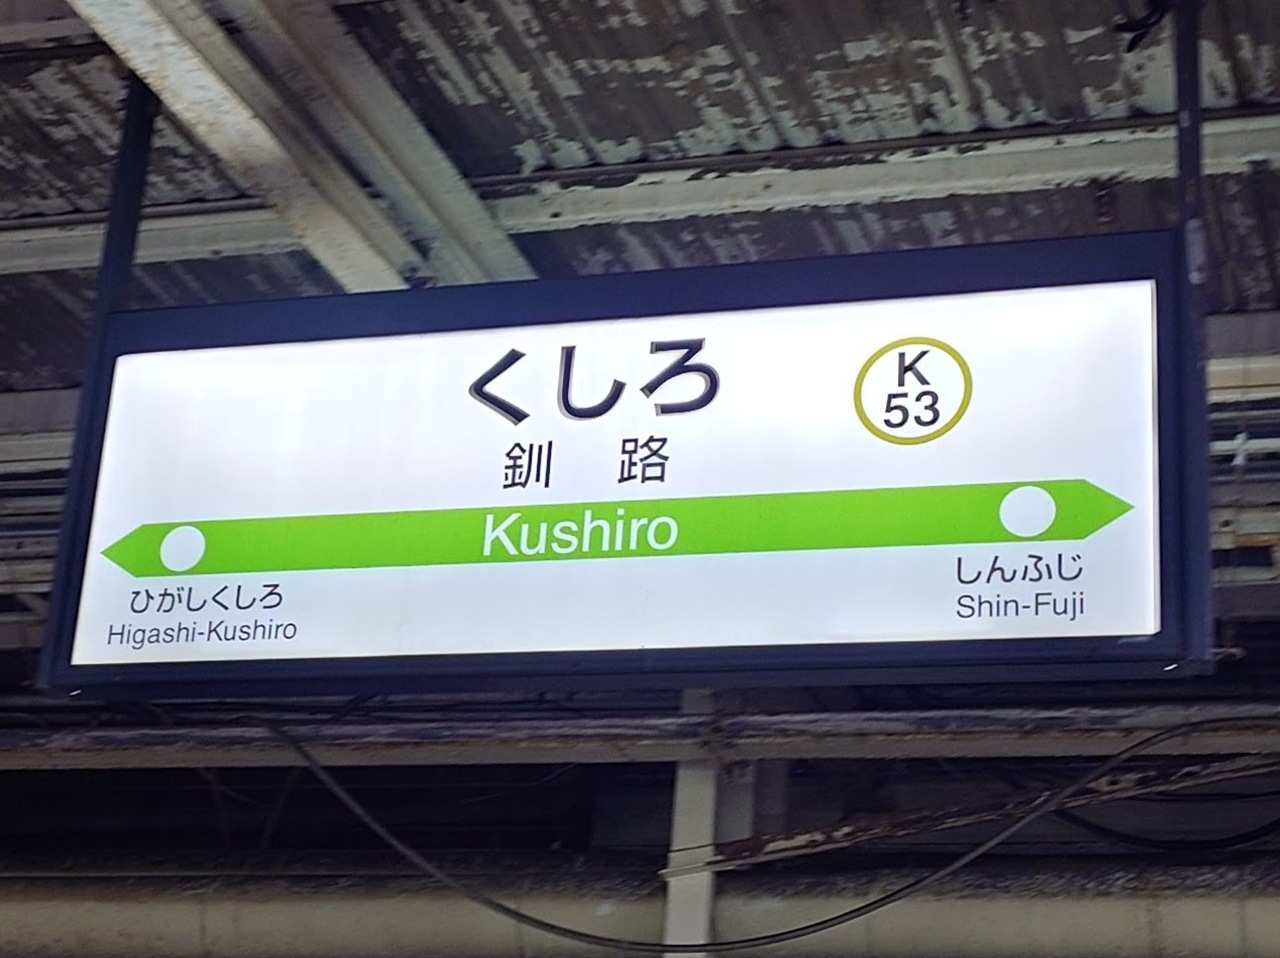 くしろ
K
53
釧 路
Kushiro
ひがしくしろ
Higashi-Kushiro
しんふじ
Shin-Fuji